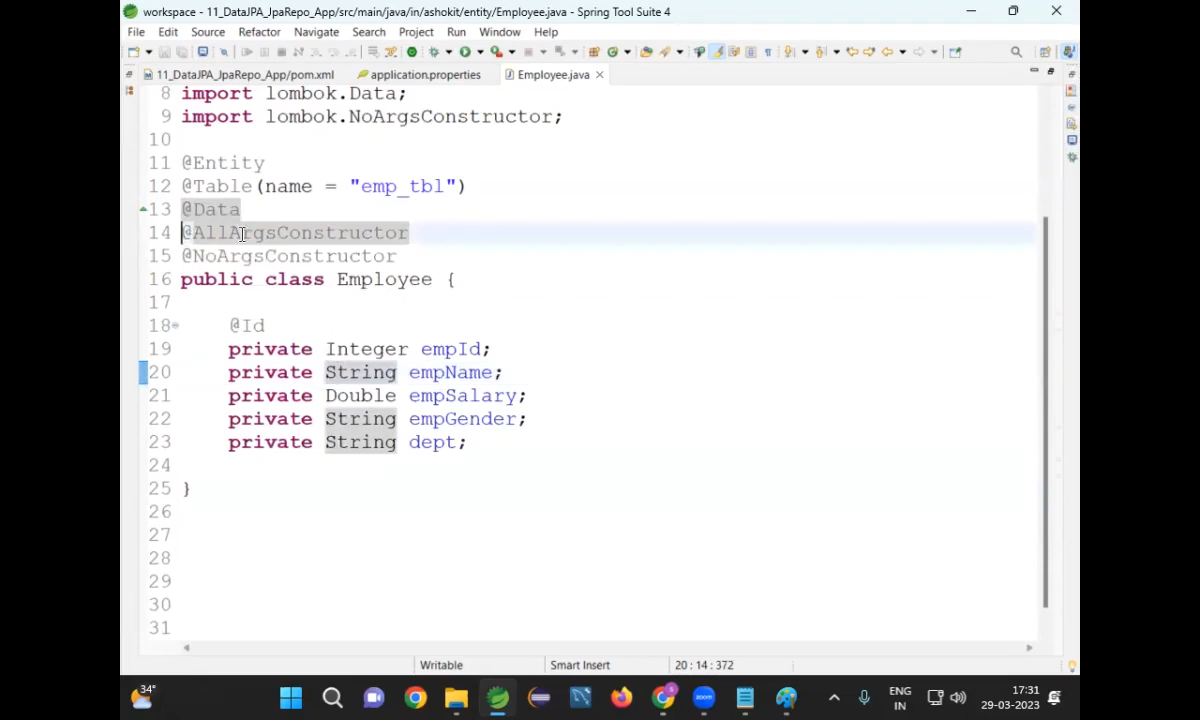 workspace - 11_DataJPA_JpaRepo_App/src/main/java/in/ashokit/entity/Employee.java - Spring Tool Suite 4
File Edit Source Refactor Navigate Search Project Run Window Help
11_DataJPA_JpaRepo_App/pom.xml application.properties Employee.java
8 import lombok.Data;
9 import lombok.NoArgsConstructor;
10
11 @Entity
12 @Table(name = "emp_tbl")
13 @Data
14 @AllArgsConstructor
15 @NoArgsConstructor
16 public class Employee {
17
18 @Id
19 private Integer empId;
20 private String empName;
21 private Double empSalary;
22 private String empGender;
23 private String dept;
24
25 }
26
27
28
29
30
31
Writable Smart Insert 20 : 14 : 372
34° zoom ENG 17:31
IN 29-03-2023